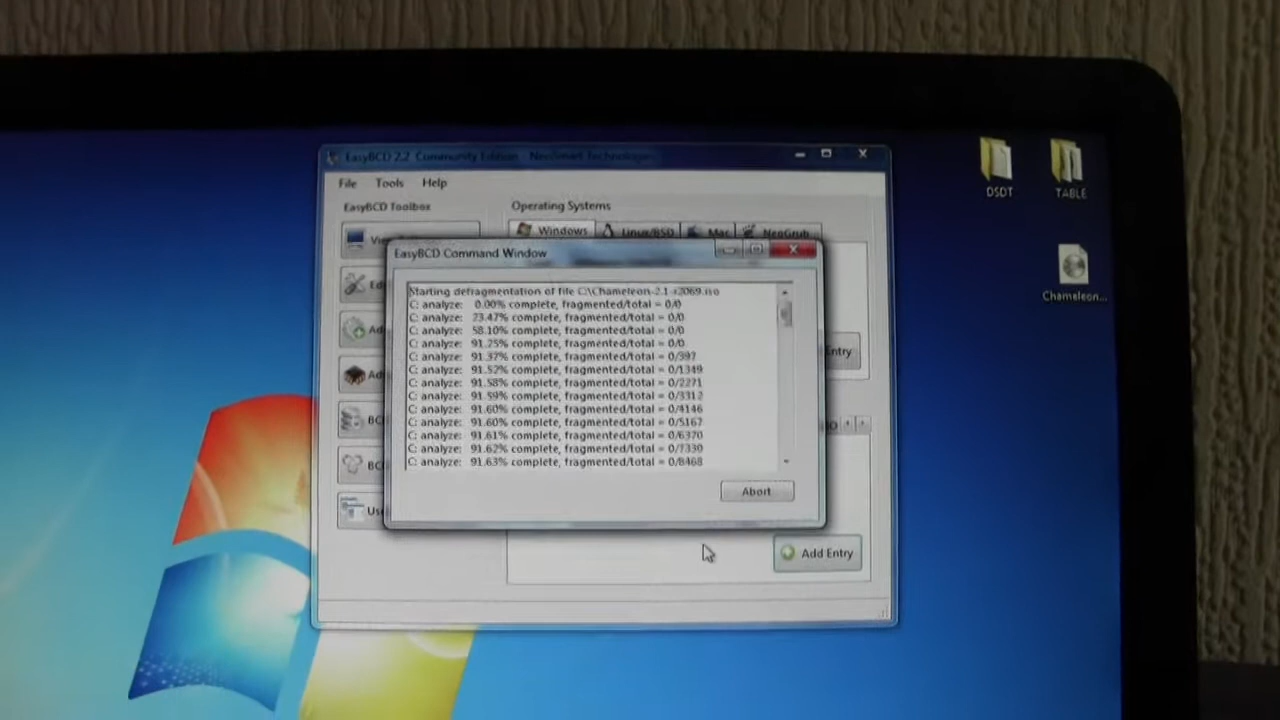 EasyBCD 2.2 Community Edition - NeoSmart Technologies
File Tools Help
EasyBCD Toolbox
Operating Systems
Windows Linux/BSD Mac NeoGrub
EasyBCD Command Window
Starting defragmentation of file C:\Chameleon-2.1-r2069.iso
C: analyze: 0.00% complete, fragmented/total = 0/0
C: analyze: 23.47% complete, fragmented/total = 0/0
C: analyze: 58.10% complete, fragmented/total = 0/0
C: analyze: 91.25% complete, fragmented/total = 0/0
C: analyze: 91.37% complete, fragmented/total = 0/397
C: analyze: 91.52% complete, fragmented/total = 0/1349
C: analyze: 91.58% complete, fragmented/total = 0/2271
C: analyze: 91.59% complete, fragmented/total = 0/3312
C: analyze: 91.60% complete, fragmented/total = 0/4146
C: analyze: 91.60% complete, fragmented/total = 0/5167
C: analyze: 91.61% complete, fragmented/total = 0/6370
C: analyze: 91.62% complete, fragmented/total = 0/7330
C: analyze: 91.63% complete, fragmented/total = 0/8468
Abort
Entry
Add Entry
DSDT
TABLE
Chameleon...